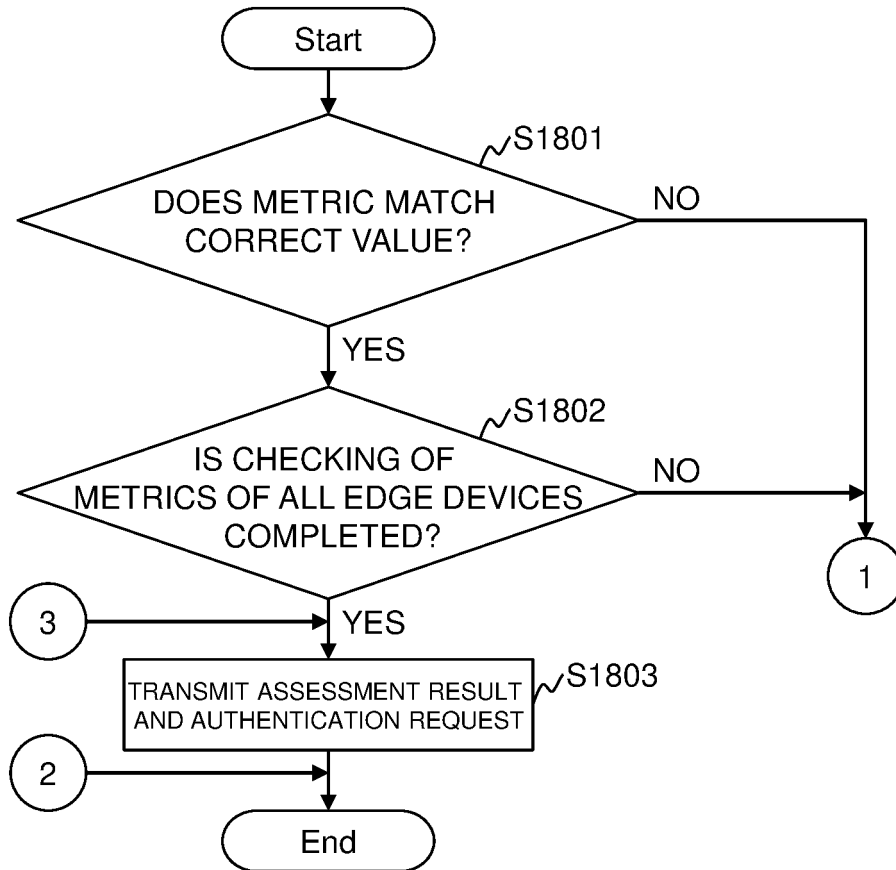 Start
S1801
DOES METRIC MATCH
CORRECT VALUE?
NO
YES
S1802
IS CHECKING OF
METRICS OF ALL EDGE DEVICES
COMPLETED?
NO
1
3
YES
S1803
TRANSMIT ASSESSMENT RESULT
AND AUTHENTICATION REQUEST
2
End